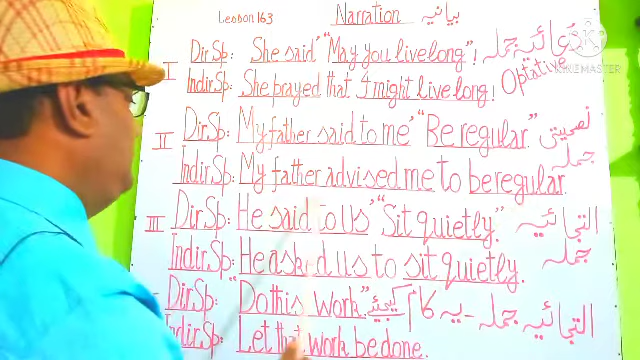 Lesson 163 Narration بیانیہ
Dir Sp: She said' "May you live long"! دعائیہ جملہ
I Indir Sp: She prayed that I might live long! Optative
KINEMASTER
II Dir Sp: My father said to me' "Be regular." نصیحتی
Indir Sp: My father advised me to be regular. جملہ
III Dir Sp: He said to Us' "Sit quietly." التجائیہ
Indir.Sp: He asked us to sit quietly. جملہ
Dir Sp: "Do this work." یہ کام کیجئیے - التجائیہ جملہ
Indir.Sp: Let that work be done.